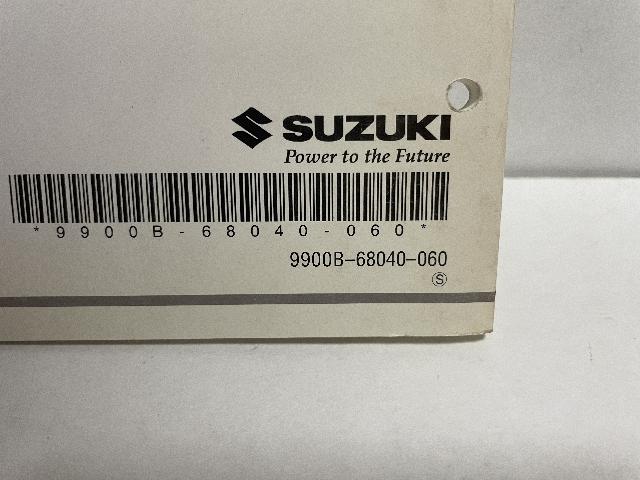 SUZUKI
Power to the Future
*9900B-68040-060*
9900B-68040-060
Ⓢ